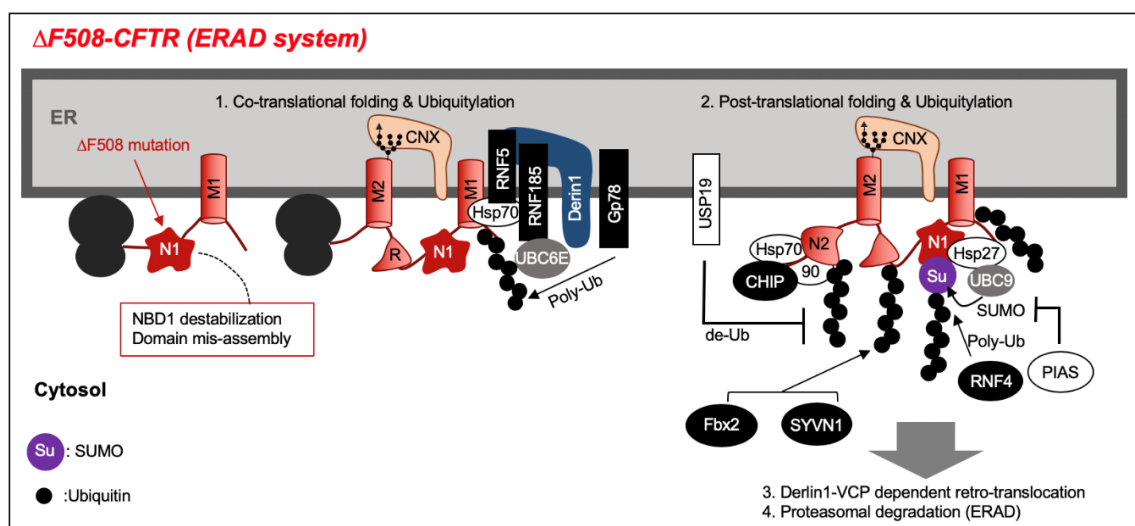 ΔF508-CFTR (ERAD system)
1. Co-translational folding & Ubiquitylation
2. Post-translational folding & Ubiquitylation
ER
ΔF508 mutation
M1
N1
NBD1 destabilization
Domain mis-assembly
CNX
M2
M1
R
N1
Hsp70
RNF5
RNF185
Derin1
Gp78
UBC6E
Poly-Ub
USP19
de-Ub
CNX
M2
M1
Hsp70
N2
90
CHIP
N1
Hsp27
Su
UBC9
SUMO
Poly-Ub
RNF4
PIAS
Fbx2
SYVN1
Cytosol
Su : SUMO
:Ubiquitin
3. Derlin1-VCP dependent retro-translocation
4. Proteasomal degradation (ERAD)